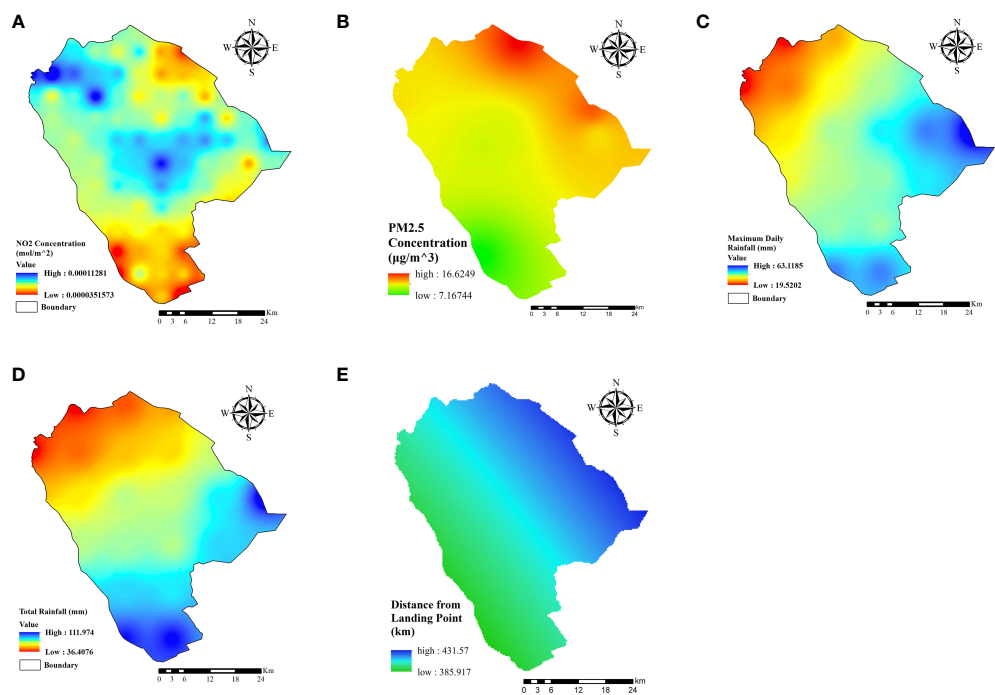 A
N
W E
S
NO2 Concentration
(mol/m^2)
Value
High : 0.00011281
Low : 0.0000351573
Boundary
Km
0 3 6 12 18 24
B
N
W E
S
PM2.5
Concentration
(μg/m^3)
high : 16.6249
low : 7.16744
km
0 3 6 12 18 24
C
N
W E
S
Maximum Daily
Rainfall (mm)
Value
High : 63.1185
Low : 19.5202
Boundary
Km
0 3 6 12 18 24
D
N
W E
S
Total Rainfall (mm)
Value
High : 111.974
Low : 36.4076
Boundary
Km
0 3 6 12 18 24
E
N
W E
S
Distance from
Landing Point
(km)
high : 431.57
low : 385.917
km
0 3 6 12 18 24